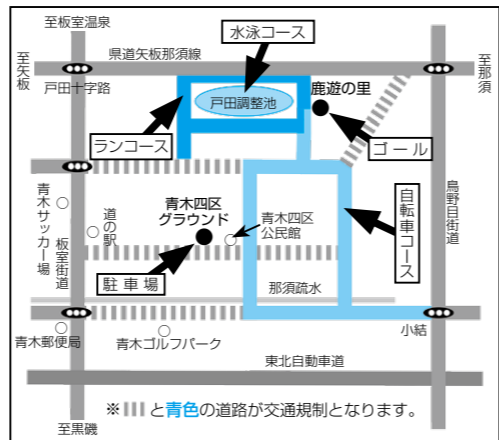 至板室温泉
水泳コース
至矢板
県道矢板那須線
至那須
戸田十字路
戸田調整池
鹿遊の里
ランコース
ゴール
青木サッカー場
板室街道
道の駅
青木四区
グラウンド
青木四区
公民館
自転車コース
鳥野目街道
駐車場
那須疏水
小結
青木郵便局
青木ゴルフパーク
東北自動車道
※ と青色の道路が交通規制となります。
至黒磯